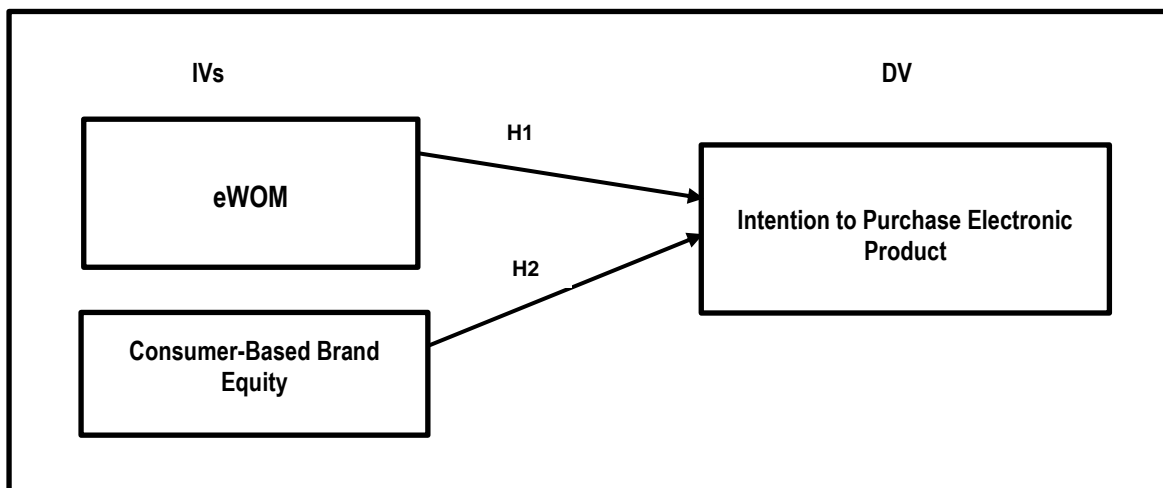 IVs
DV
H1
eWOM
Intention to Purchase Electronic
Product
H2
Consumer-Based Brand
Equity